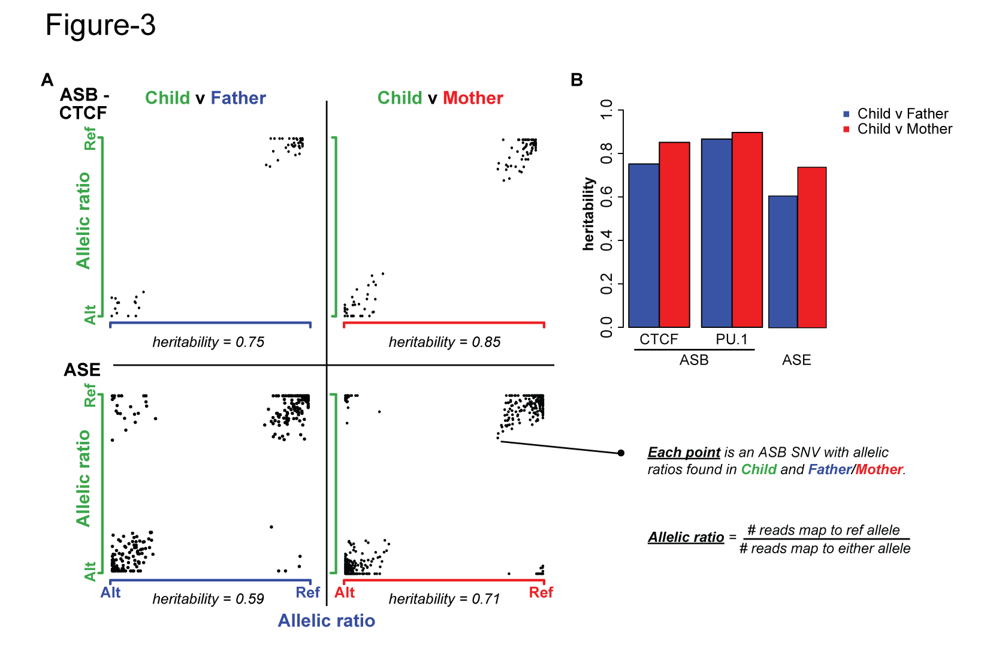 Figure-3
A
ASB -
CTCF
Child v Father
Child v Mother
Ref
Allelic ratio
Alt
heritability = 0.75
heritability = 0.85
ASE
Ref
Allelic ratio
Alt
Alt
Ref
Alt
Ref
heritability = 0.59
heritability = 0.71
Allelic ratio
B
1.0
0.8
0.6
0.4
0.2
0.0
heritability
Child v Father
Child v Mother
CTCF
PU.1
ASB
ASE
Each point is an ASB SNV with allelic
ratios found in Child and Father/Mother.
Allelic ratio = # reads map to ref allele
# reads map to either allele